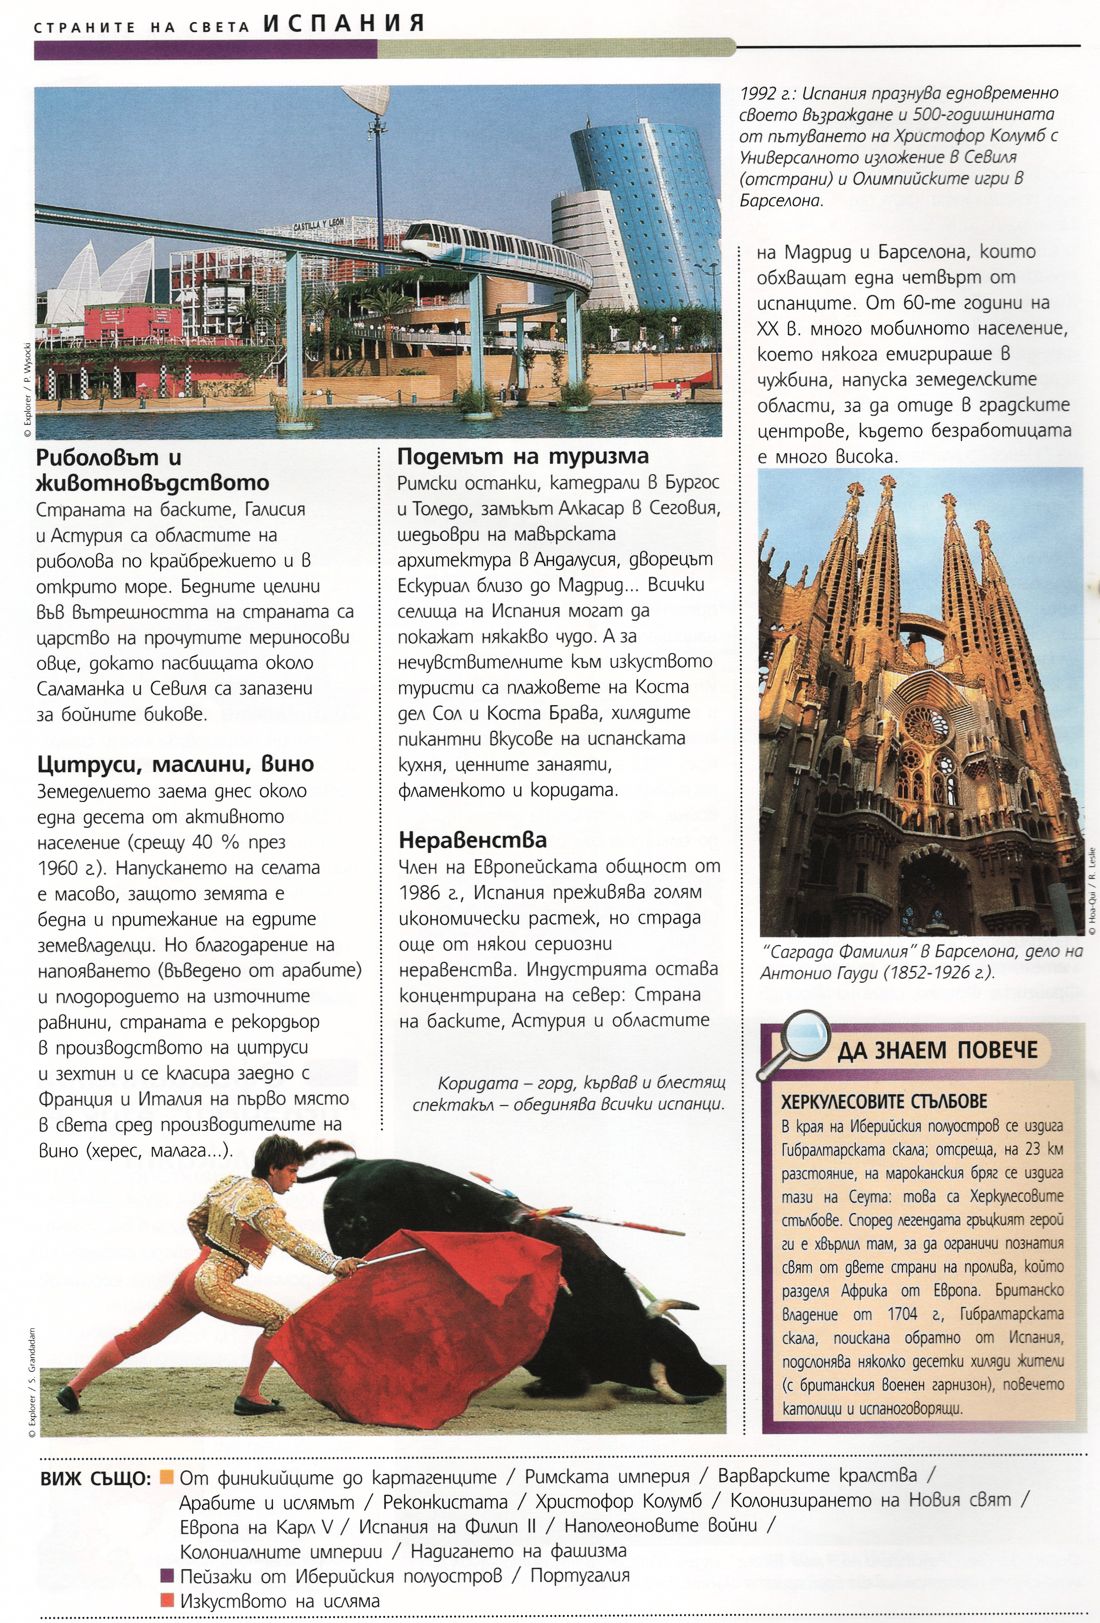 СТРАНИТЕ НА СВЕТА ИСПАНИЯ
1992 г.: Испания празнува едновременно
своето възраждане и 500-годишнината
от пътуването на Христофор Колумб с
Универсалното изложение в Севиля
(отстрани) и Олимпийските игри в
Барселона.
CASTILLA Y LEON
© Explorer / P. Wysocki
Риболовът и
животновъдството
Страната на баските, Галисия
и Астурия са областите на
риболова по крайбрежието и в
открито море. Бедните целини
във вътрешността на страната са
царство на прочутите мериносови
овце, докато пасбищата около
Саламанка и Севиля са запазени
за бойните бикове.
Цитруси, маслини, вино
Земеделието заема днес около
една десета от активното
население (срещу 40 % през
1960 г.). Напускането на селата
е масово, защото земята е
бедна и притежание на едрите
земевладелци. Но благодарение на
напояването (въведено от арабите)
и плодородието на източните
равнини, страната е рекордьор
в производството на цитруси
и зехтин и се класира заедно с
Франция и Италия на първо място
в света сред производителите на
вино (херес, малага...).
Подемът на туризма
Римски останки, катедрали в Бургос
и Толедо, замъкът Алкасар в Сеговия,
шедьоври на мавърската
архитектура в Андалусия, дворецът
Ескуриал близо до Мадрид... Всички
селища на Испания могат да
покажат някакво чудо. А за
нечувствителните към изкуството
туристи са плажовете на Коста
дел Сол и Коста Брава, хилядите
пикантни вкусове на испанската
кухня, ценните занаяти,
фламенкото и коридата.
Неравенства
Член на Европейската общност от
1986 г., Испания преживява голям
икономически растеж, но страда
още от някои сериозни
неравенства. Индустрията остава
концентрирана на север: Страна
на баските, Астурия и областите
Коридата – горд, кървав и блестящ
спектакъл – обединява всички испанци.
© Explorer / S. Grandadam
на Мадрид и Барселона, които
обхващат една четвърт от
испанците. От 60-те години на
XX в. много мобилното население,
което някога емигрираше в
чужбина, напуска земеделските
области, за да отиде в градските
центрове, където безработицата
е много висока.
© Hoa-Qui / R. Leslie
"Саграда Фамилия" в Барселона, дело на
Антонио Гауди (1852-1926 г.).
ДА ЗНАЕМ ПОВЕЧЕ
ХЕРКУЛЕСОВИТЕ СТЪЛБОВЕ
В края на Иберийския полуостров се издига
Гибралтарската скала; отсреща, на 23 км
разстояние, на мароканския бряг се издига
тази на Сеута: това са Херкулесовите
стълбове. Според легендата гръцкият герой
ги е хвърлил там, за да ограничи познатия
свят от двете страни на пролива, който
разделя Африка от Европа. Британско
владение от 1704 г., Гибралтарската
скала, поискана обратно от Испания,
подслонява няколко десетки хиляди жители
(с британския военен гарнизон), повечето
католици и испаноговорящи.
ВИЖ СЪЩО: От финикийците до картагенците / Римската империя / Варварските кралства /
Арабите и ислямът / Реконкистата / Христофор Колумб / Колонизирането на Новия свят /
Европа на Карл V / Испания на Филип II / Наполеоновите войни /
Колониалните империи / Надигането на фашизма
Пейзажи от Иберийския полуостров / Португалия
Изкуството на исляма